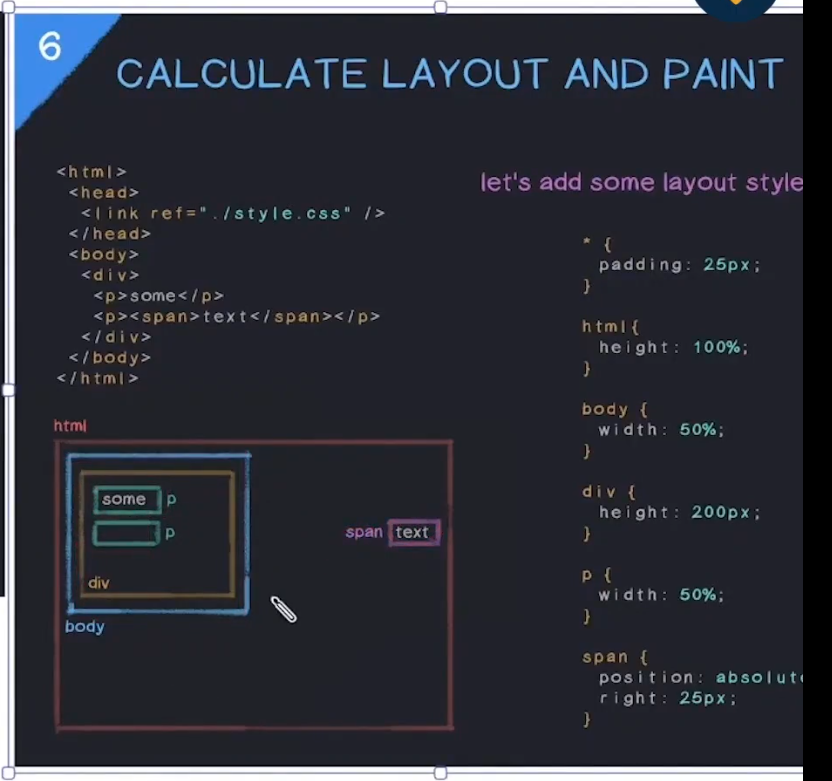 6
CALCULATE LAYOUT AND PAINT
<html>
<head>
<link ref="./style.css" />
</head>
<body>
<div>
<p>some</p>
<p><span>text</span></p>
</div>
</body>
</html>
let's add some layout style
* {
padding: 25px;
}
html{
height: 100%;
}
body {
width: 50%;
}
div {
height: 200px;
}
p {
width: 50%;
}
span {
position: absolut
right: 25px;
}
html
some p
p
span text
div
body